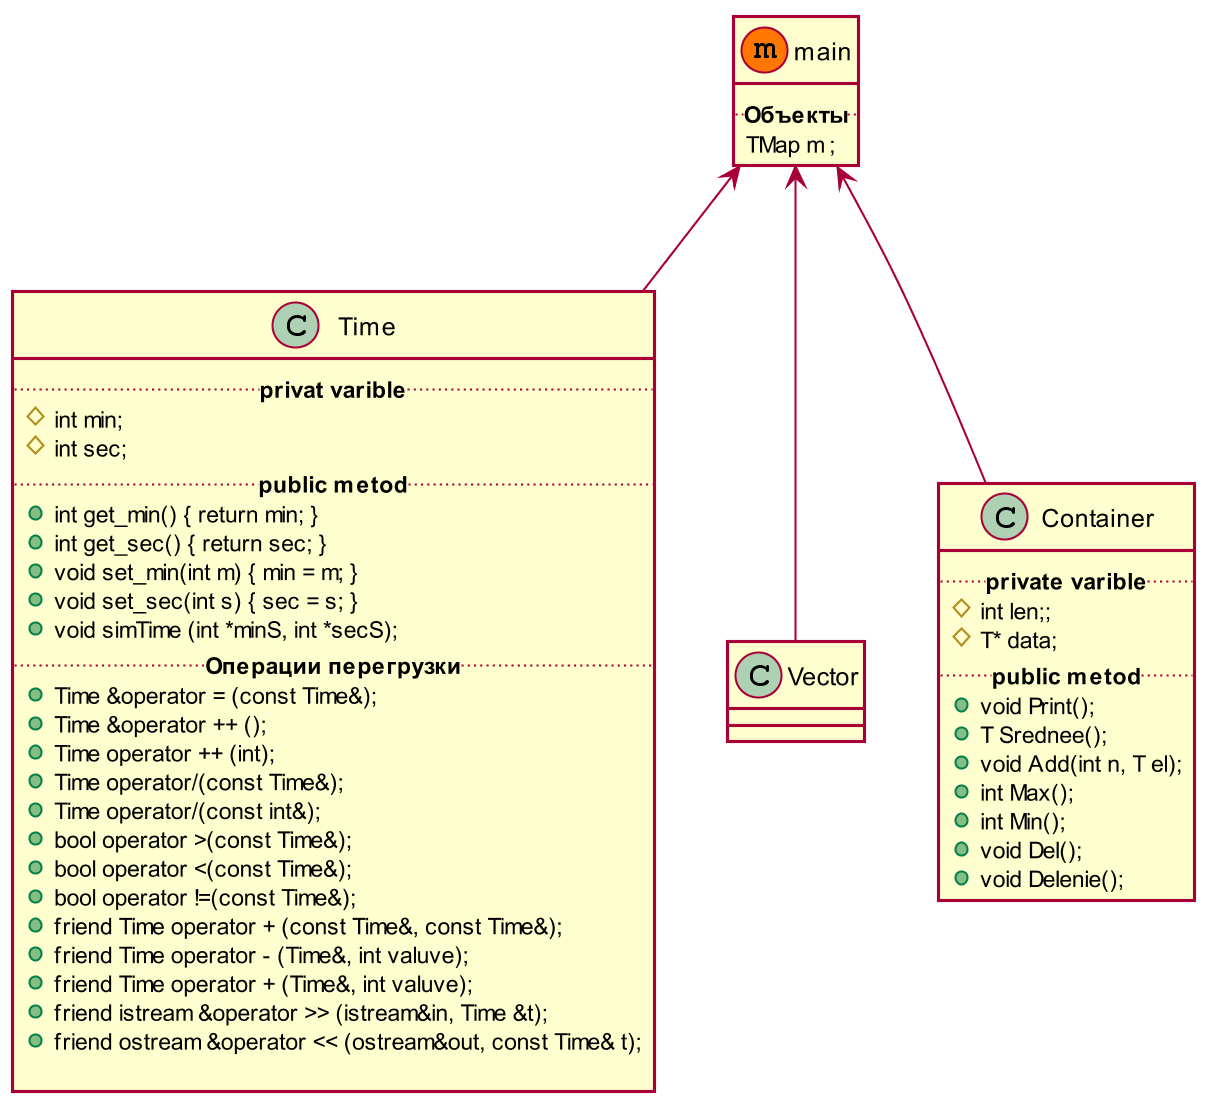 m main
Объекты
TMap m ;
C Time
privat varible
int min;
int sec;
public metod
int get_min() { return min; }
int get_sec() { return sec; }
void set_min(int m) { min = m; }
void set_sec(int s) { sec = s; }
void simTime (int *minS, int *secS);
Операции перегрузки
Time &operator = (const Time&);
Time &operator ++ ();
Time operator ++ (int);
Time operator/(const Time&);
Time operator/(const int&);
bool operator >(const Time&);
bool operator <(const Time&);
bool operator !=(const Time&);
friend Time operator + (const Time&, const Time&);
friend Time operator - (Time&, int valuve);
friend Time operator + (Time&, int valuve);
friend istream &operator >> (istream&in, Time &t);
friend ostream &operator << (ostream&out, const Time& t);
C Vector
C Container
private varible
int len;;
T* data;
public metod
void Print();
T Srednee();
void Add(int n, T el);
int Max();
int Min();
void Del();
void Delenie();